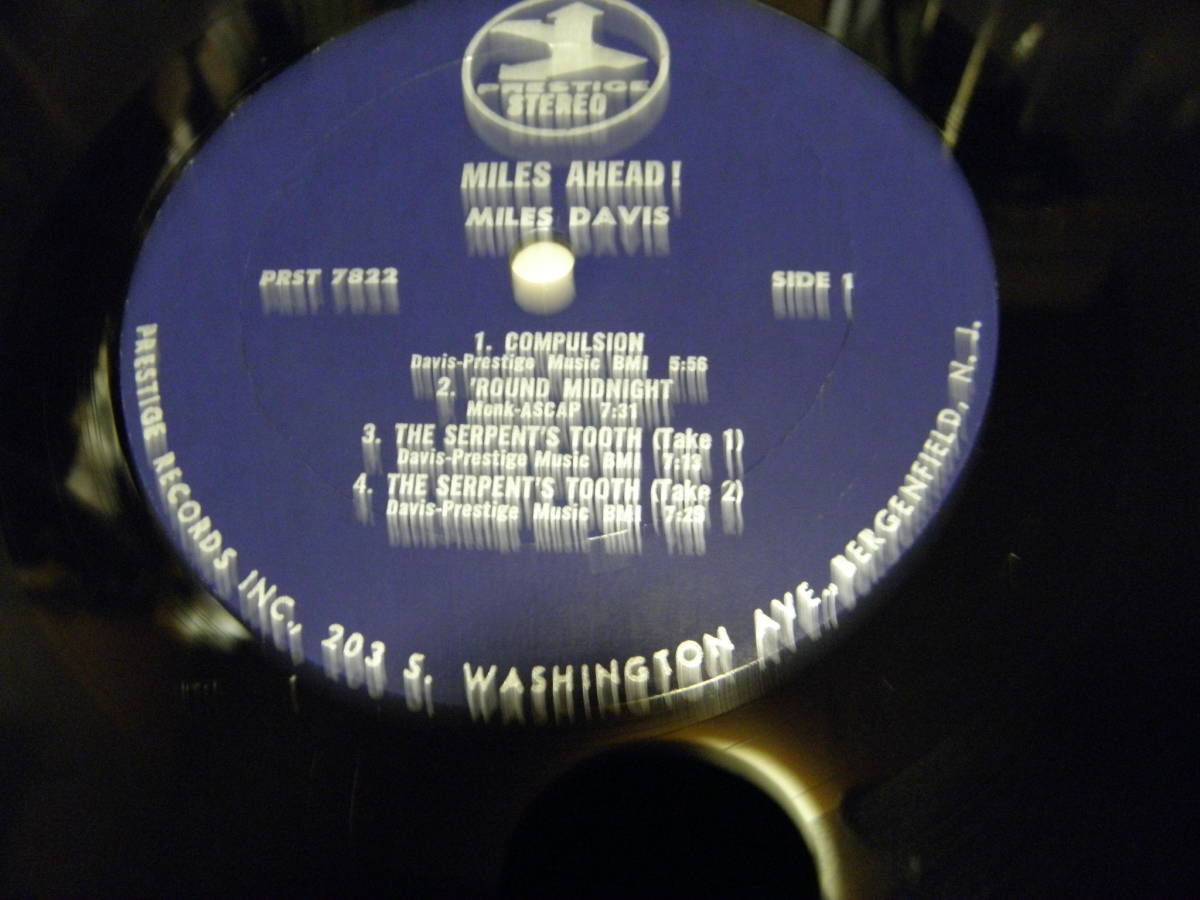 PRESTIGE
STEREO
MILES AHEAD!
MILES DAVIS
PRST 7822
SIDE 1
1. COMPULSION
Davis-Prestige Music BMI 5:56
2. 'ROUND MIDNIGHT
Monk-ASCAP 7:31
3. THE SERPENT'S TOOTH (Take 1)
Davis-Prestige Music BMI
4. THE SERPENT'S TOOTH (Take 2)
Davis-Prestige Music BMI
PRESTIGE RECORDS INC., 203 S. WASHINGTON AVE., BERGENFIELD, N. J.